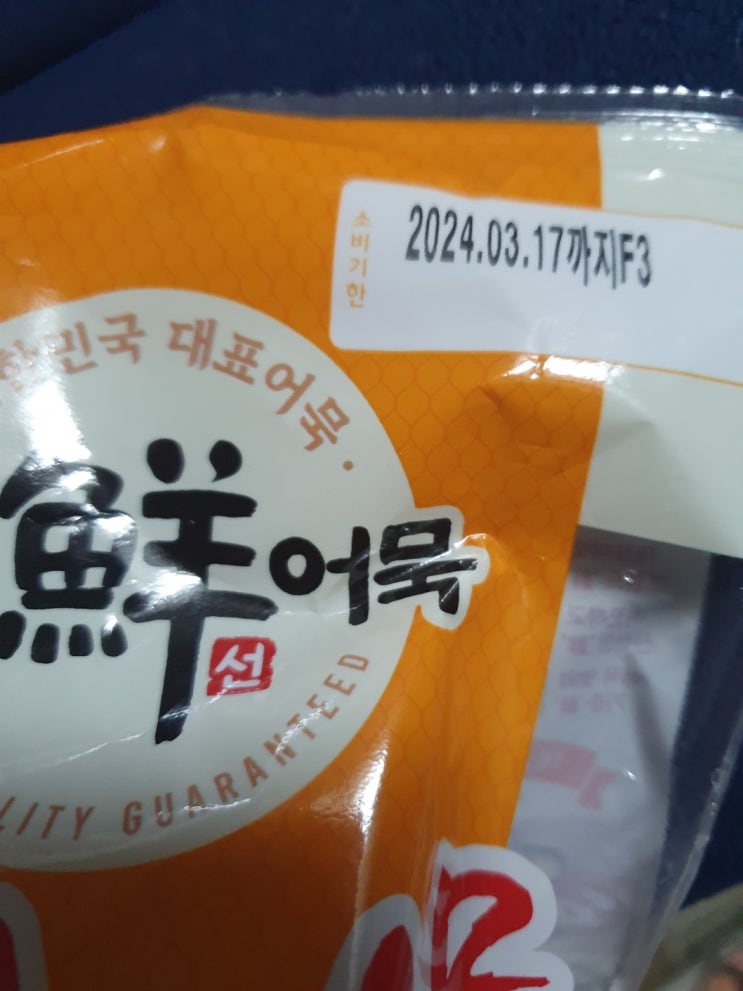 소비기한
2024.03.17까지F3
한민국 대표어묵·
鮮어묵
선
LITY GUARANTEED